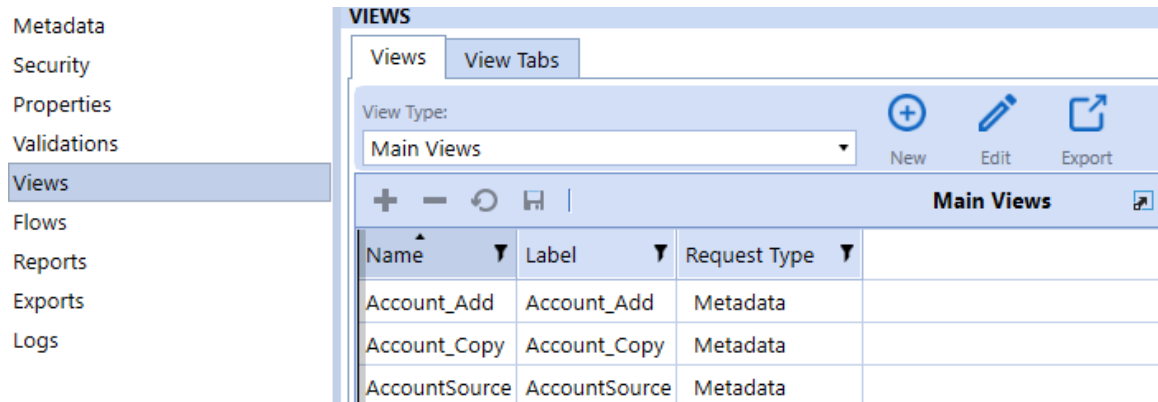 Metadata
Security
Properties
Validations
Views
Flows
Reports
Exports
Logs
VIEWS
Views View Tabs
View Type:
Main Views
New Edit Export
Main Views
Name Label Request Type
Account_Add Account_Add Metadata
Account_Copy Account_Copy Metadata
AccountSource AccountSource Metadata